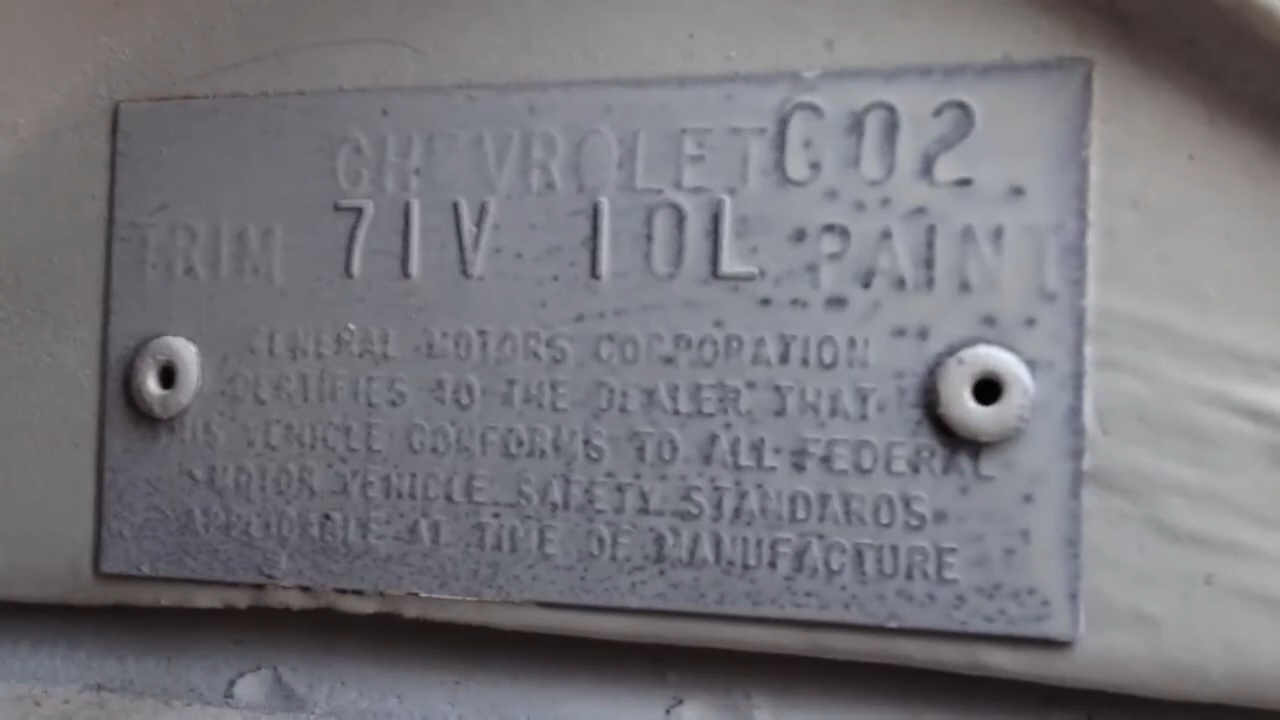 CHEVROLET C02
TRIM 71V 10L PAINT
GENERAL MOTORS CORPORATION
CERTIFIES TO THE DEALER THAT
THIS VEHICLE CONFORMS TO ALL FEDERAL
MOTOR VEHICLE SAFETY STANDARDS
APPLICABLE AT TIME OF MANUFACTURE